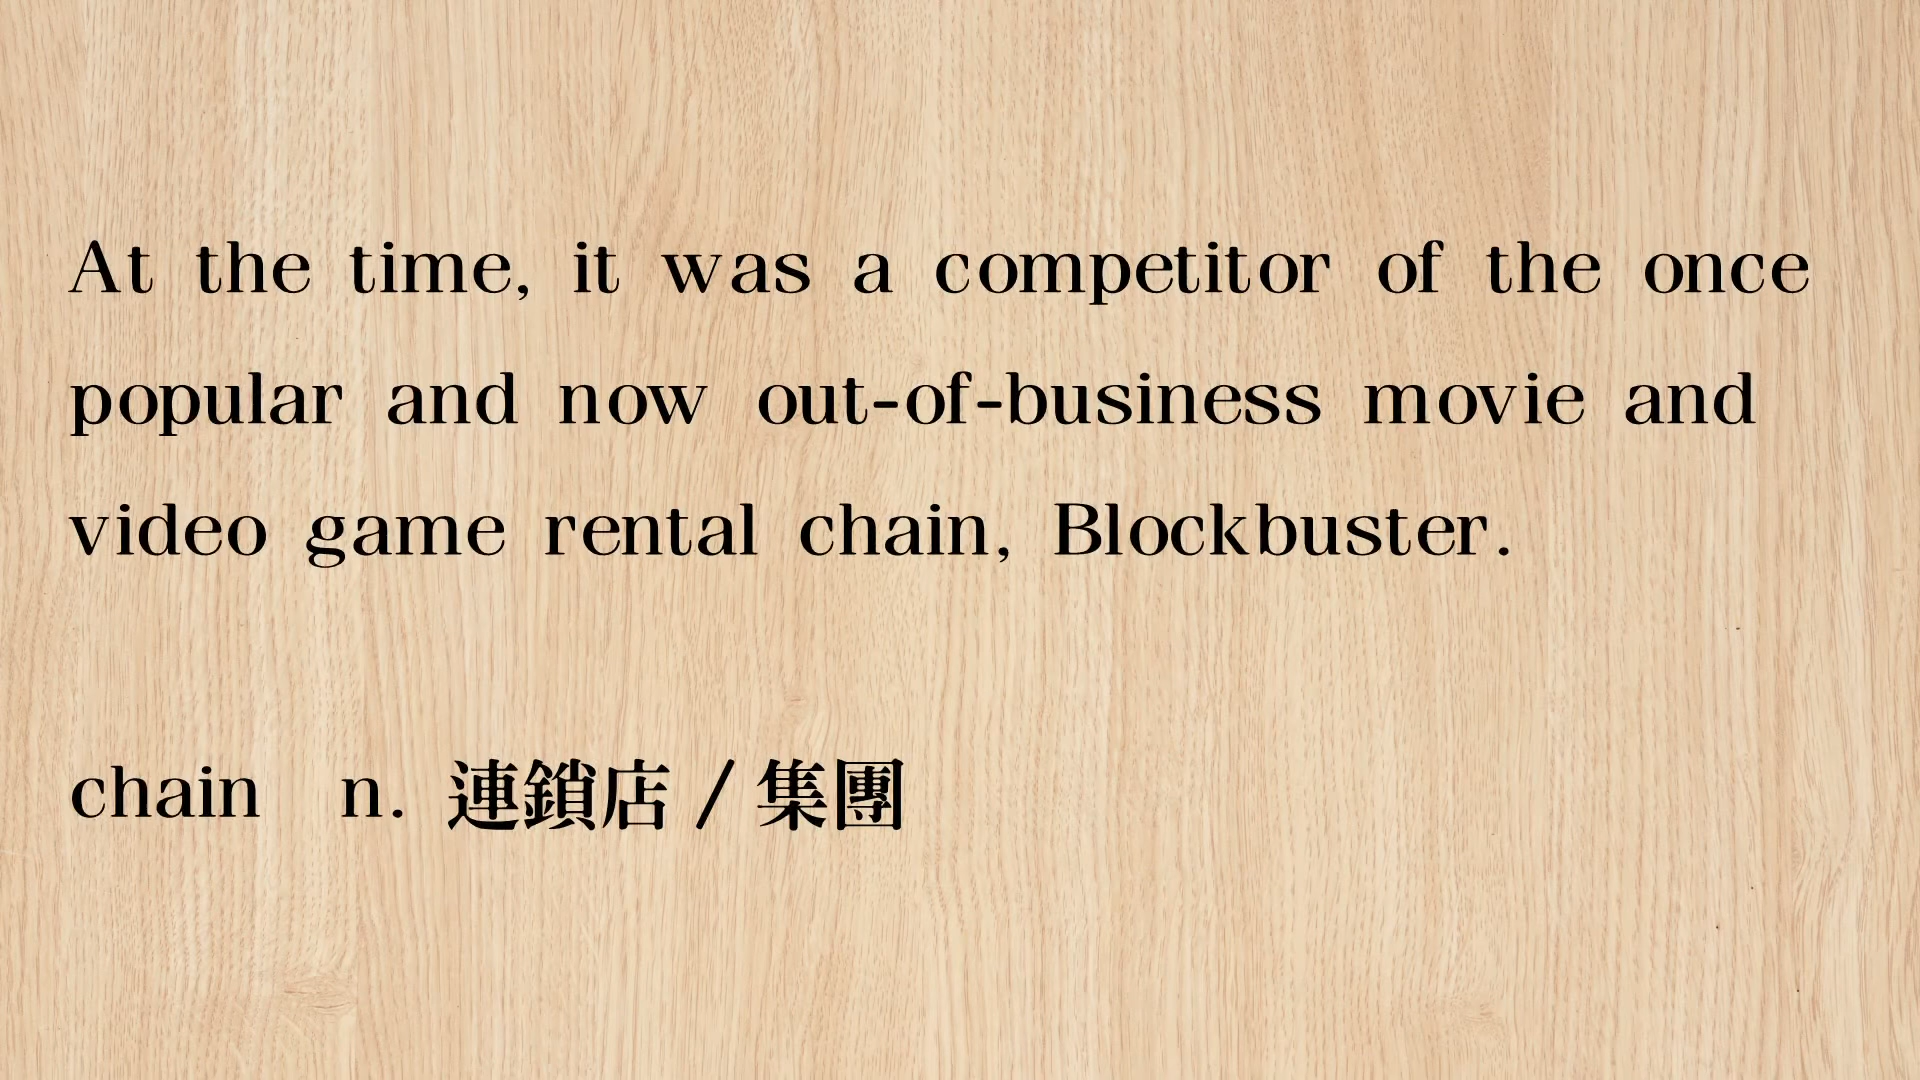 At the time, it was a competitor of the once
popular and now out-of-business movie and
video game rental chain, Blockbuster.
chain n. 連鎖店／集團